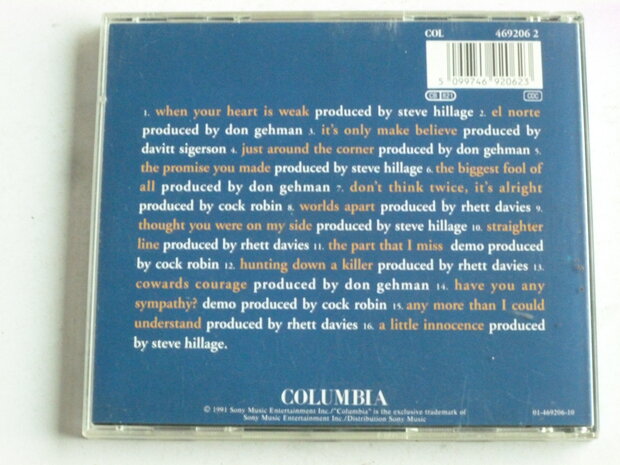 COL 469206 2
5 099746 920623
CB 821 DDC
1. when your heart is weak produced by steve hillage 2. el norte
produced by don gehman 3. it's only make believe produced by
davitt sigerson 4. just around the corner produced by don gehman 5.
the promise you made produced by steve hillage 6. the biggest fool of
all produced by don gehman 7. don't think twice, it's alright
produced by cock robin 8. worlds apart produced by rhett davies 9.
thought you were on my side produced by steve hillage 10. straighter
line produced by rhett davies 11. the part that I miss demo produced
by cock robin 12. hunting down a killer produced by rhett davies 13.
cowards courage produced by don gehman 14. have you any
sympathy? demo produced by cock robin 15. any more than I could
understand produced by rhett davies 16. a little innocence produced
by steve hillage.
COLUMBIA
© 1991 Sony Music Entertainment Inc./"Columbia" is the exclusive trademark of
Sony Music Entertainment Inc./Distribution Sony Music
01-469206-10